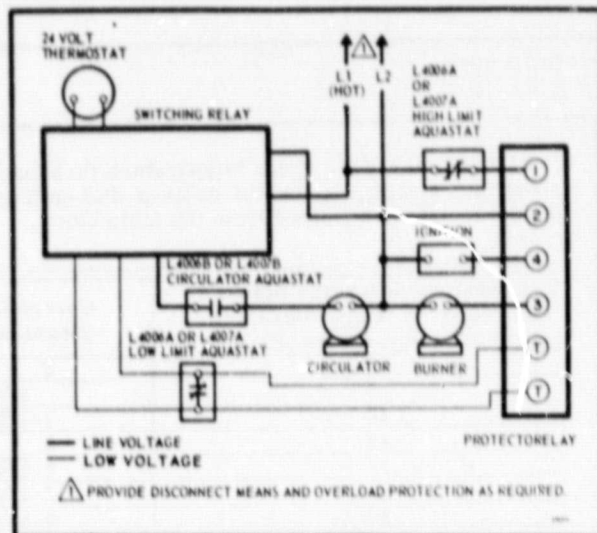 24 VOLT
THERMOSTAT
SWITCHING RELAY
L1
(HOT)
L2
L4006A
OR
L4007A
HIGH LIMIT
AQUASTAT
1
2
IGNITION
4
3
L4006B OR L4007B
CIRCULATOR AQUASTAT
L4006A OR L4007A
LOW LIMIT AQUASTAT
CIRCULATOR
BURNER
T
T
PROTECTORELAY
LINE VOLTAGE
LOW VOLTAGE
1 PROVIDE DISCONNECT MEANS AND OVERLOAD PROTECTION AS REQUIRED.